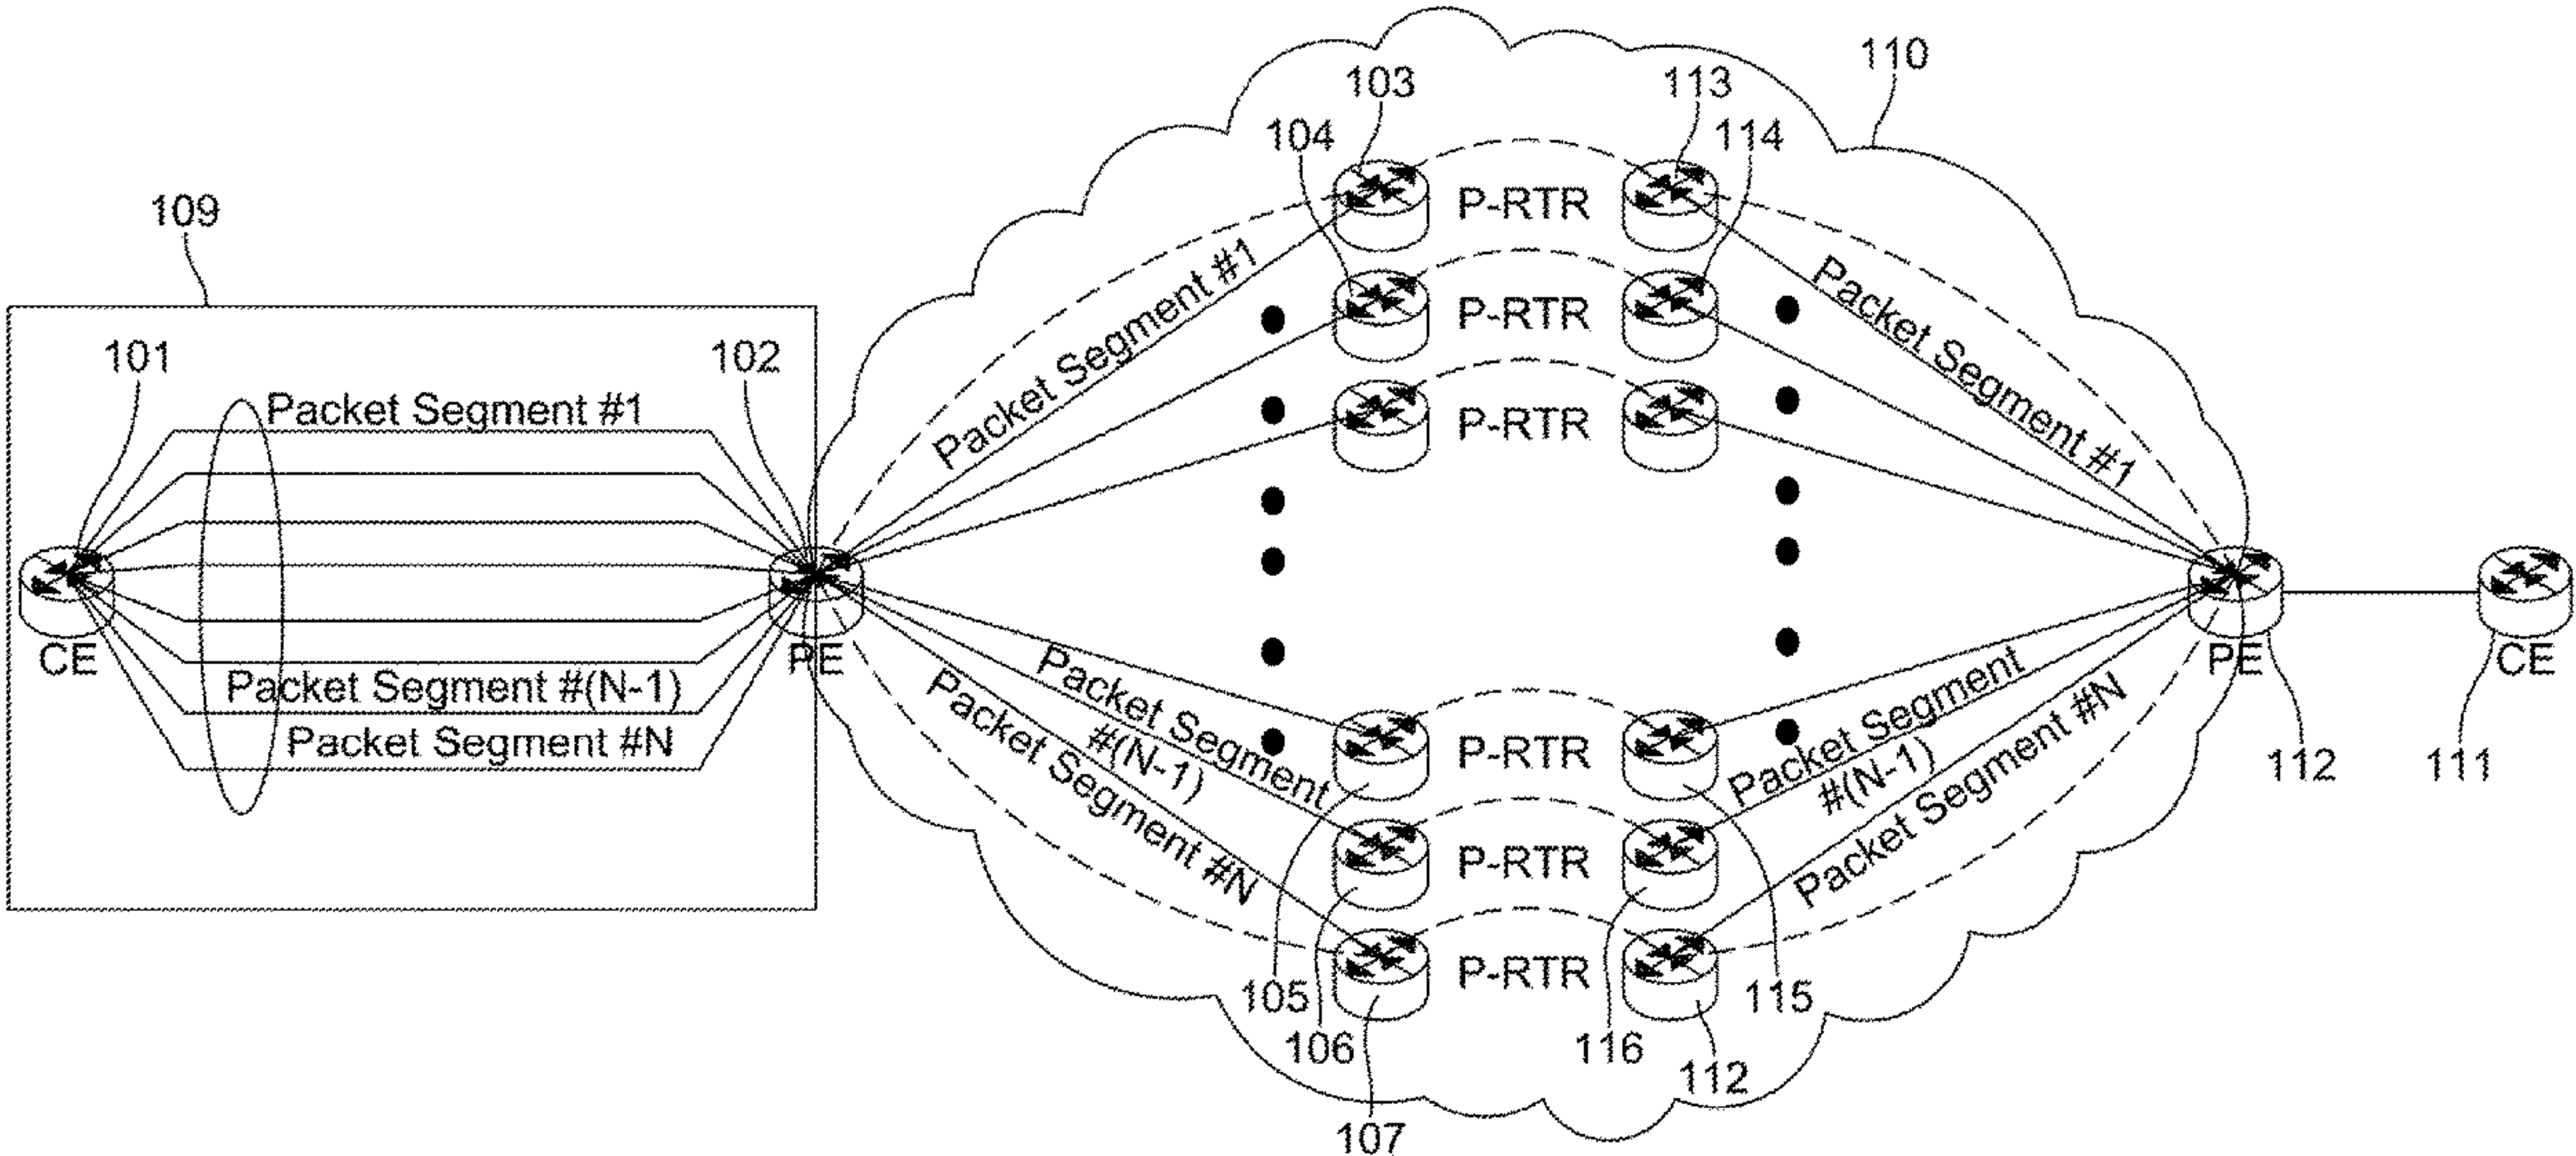 110
103
113
104
114
P-RTR
109
Packet Segment #1
P-RTR
Packet Segment #1
101
102
Packet Segment #1
P-RTR
CE
PE
PE
CE
Packet Segment #(N-1)
Packet Segment #N
Packet Segment
#(N-1)
Packet Segment #N
P-RTR
Packet Segment
#(N-1)
Packet Segment #N
112
111
P-RTR
P-RTR
105
115
106
116
112
107